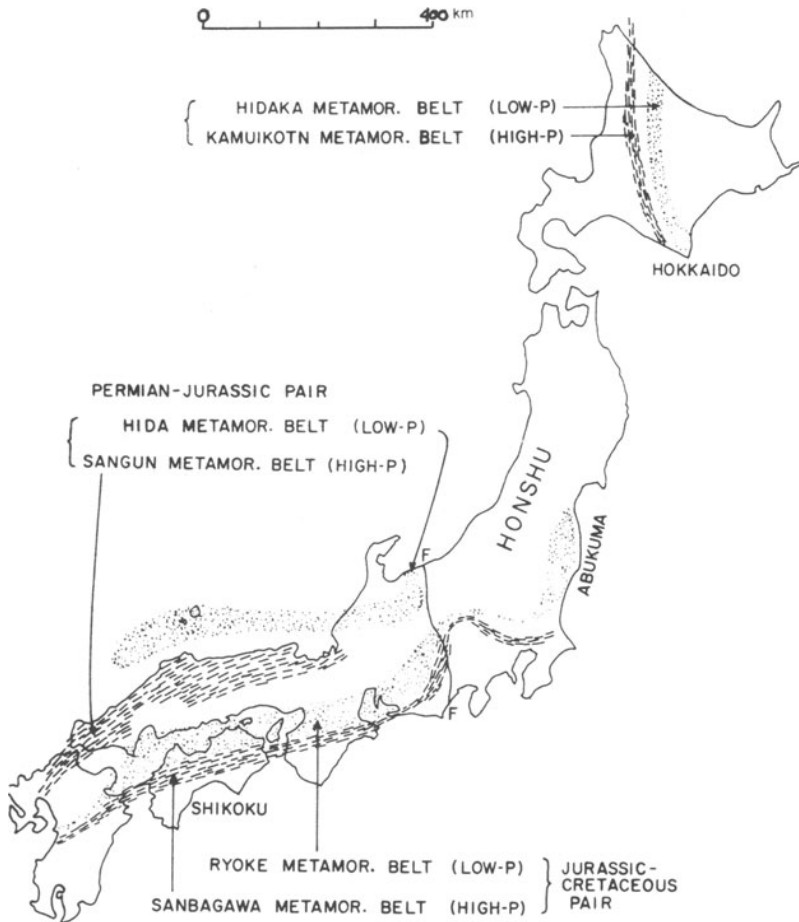 0 400 km
HIDAKA METAMOR. BELT (LOW-P)
KAMUIKOTN METAMOR. BELT (HIGH-P)
HOKKAIDO
PERMIAN-JURASSIC PAIR
HIDA METAMOR. BELT (LOW-P)
SANGUN METAMOR. BELT (HIGH-P)
HONSHU
ABUKUMA
F
F
SHIKOKU
RYOKE METAMOR. BELT (LOW-P)
SANBAGAWA METAMOR. BELT (HIGH-P)
JURASSIC-
CRETACEOUS
PAIR